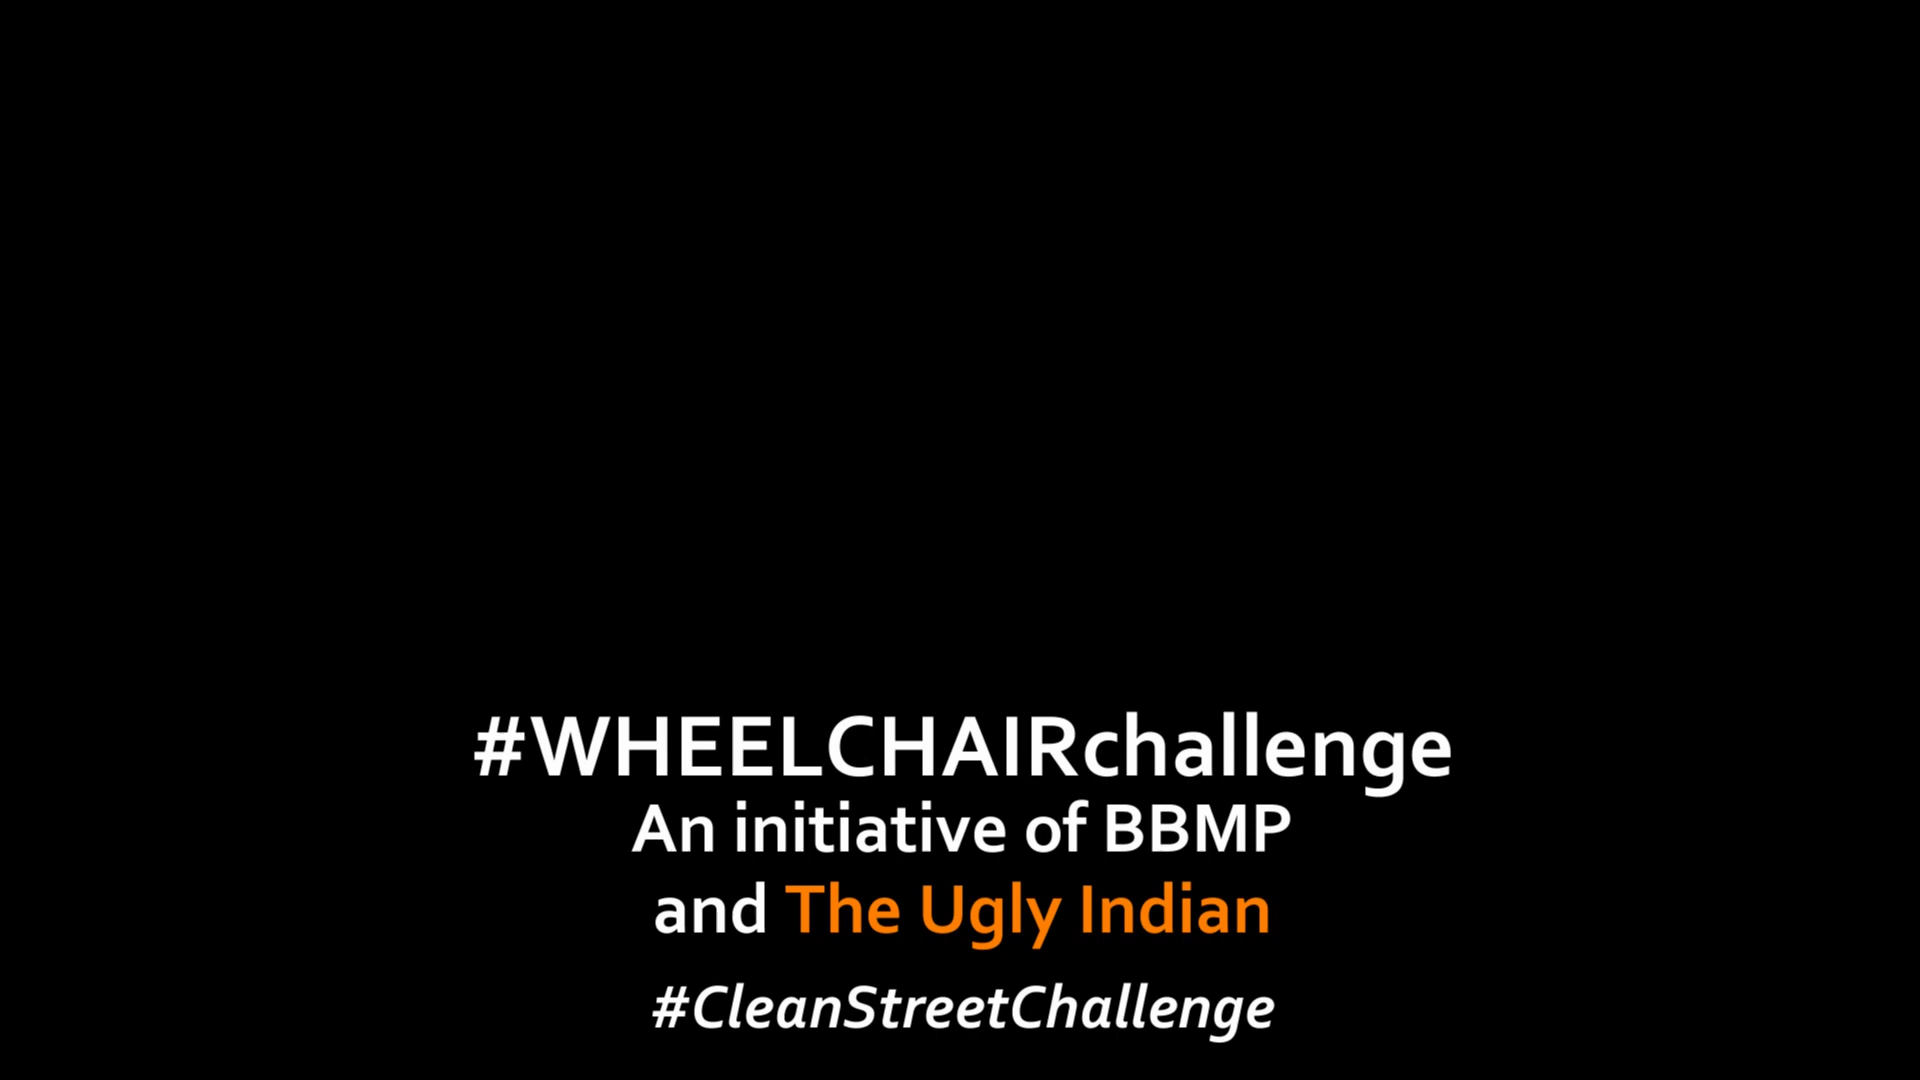 #WHEELCHAIRchallenge
An initiative of BBMP
and The Ugly Indian
#CleanStreetChallenge